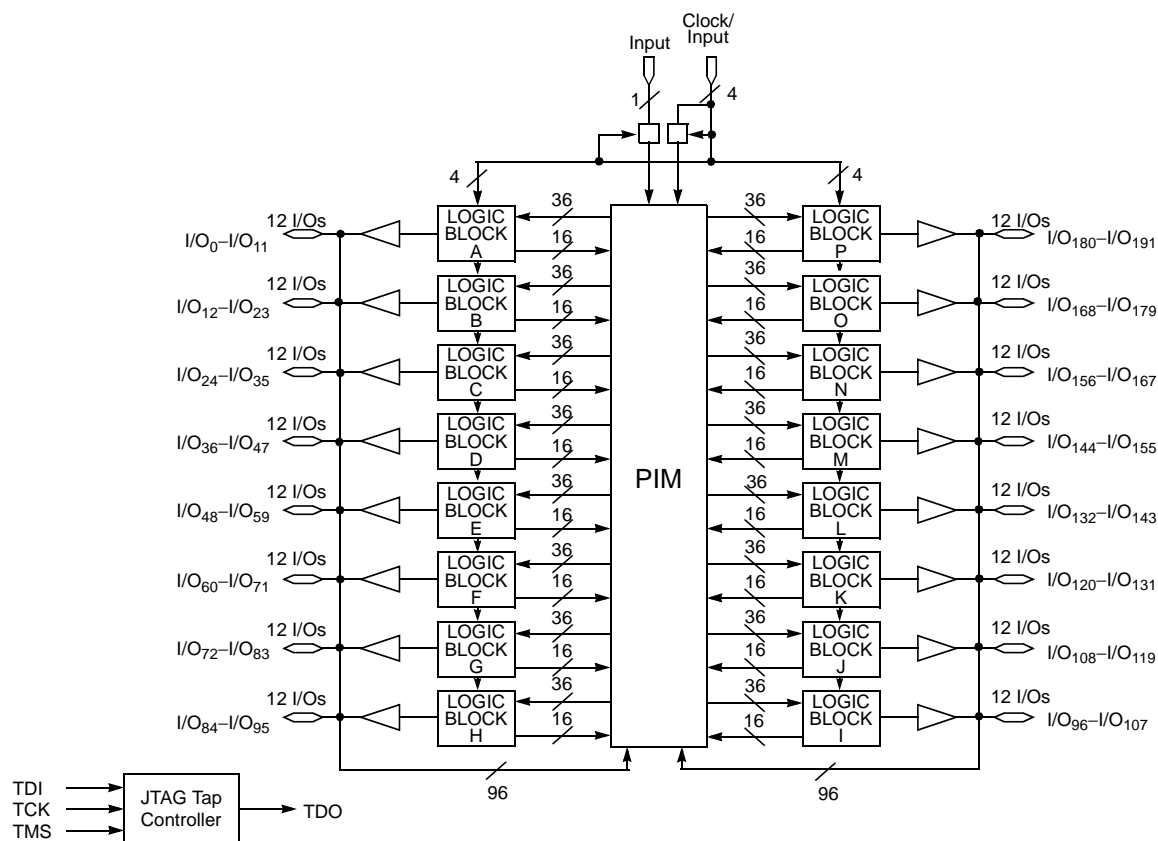 Input
Clock/
Input
1
4
4
4
12 I/Os
I/O0–I/O11
LOGIC
BLOCK
A
36
16
36
16
LOGIC
BLOCK
P
12 I/Os
I/O180–I/O191
12 I/Os
I/O12–I/O23
LOGIC
BLOCK
B
36
16
36
16
LOGIC
BLOCK
O
12 I/Os
I/O168–I/O179
12 I/Os
I/O24–I/O35
LOGIC
BLOCK
C
36
16
36
16
LOGIC
BLOCK
N
12 I/Os
I/O156–I/O167
12 I/Os
I/O36–I/O47
LOGIC
BLOCK
D
36
16
PIM
36
16
LOGIC
BLOCK
M
12 I/Os
I/O144–I/O155
12 I/Os
I/O48–I/O59
LOGIC
BLOCK
E
36
16
36
16
LOGIC
BLOCK
L
12 I/Os
I/O132–I/O143
12 I/Os
I/O60–I/O71
LOGIC
BLOCK
F
36
16
36
16
LOGIC
BLOCK
K
12 I/Os
I/O120–I/O131
12 I/Os
I/O72–I/O83
LOGIC
BLOCK
G
36
16
36
16
LOGIC
BLOCK
J
12 I/Os
I/O108–I/O119
12 I/Os
I/O84–I/O95
LOGIC
BLOCK
H
36
16
36
16
LOGIC
BLOCK
I
12 I/Os
I/O96–I/O107
96
96
TDI
TCK
TMS
JTAG Tap
Controller
TDO